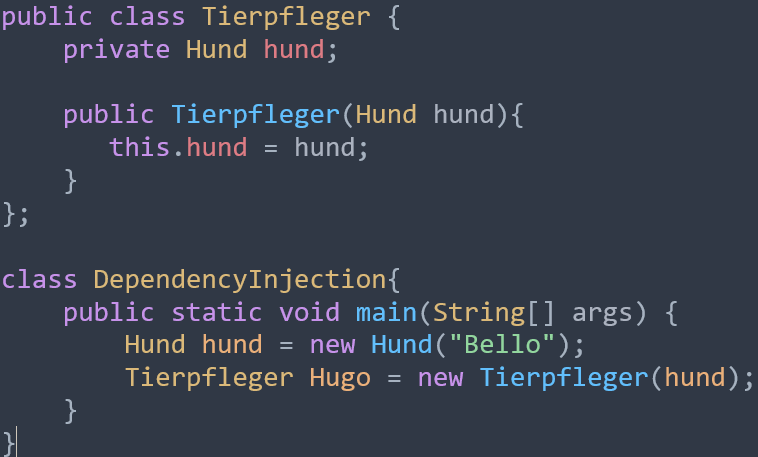 public class Tierpfleger {
    private Hund hund;
    public Tierpfleger(Hund hund){
       this.hund = hund;
    }
};
class DependencyInjection{
    public static void main(String[] args) {
        Hund hund = new Hund("Bello");
        Tierpfleger Hugo = new Tierpfleger(hund);
    }
}